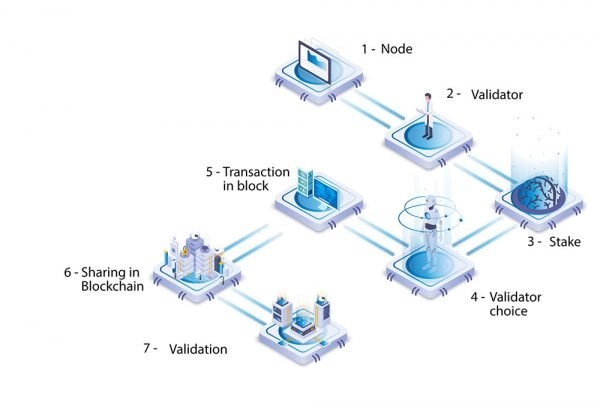 1 - Node
2 - Validator
3 - Stake
4 - Validator
choice
5 - Transaction
in block
6 - Sharing in
Blockchain
7 - Validation